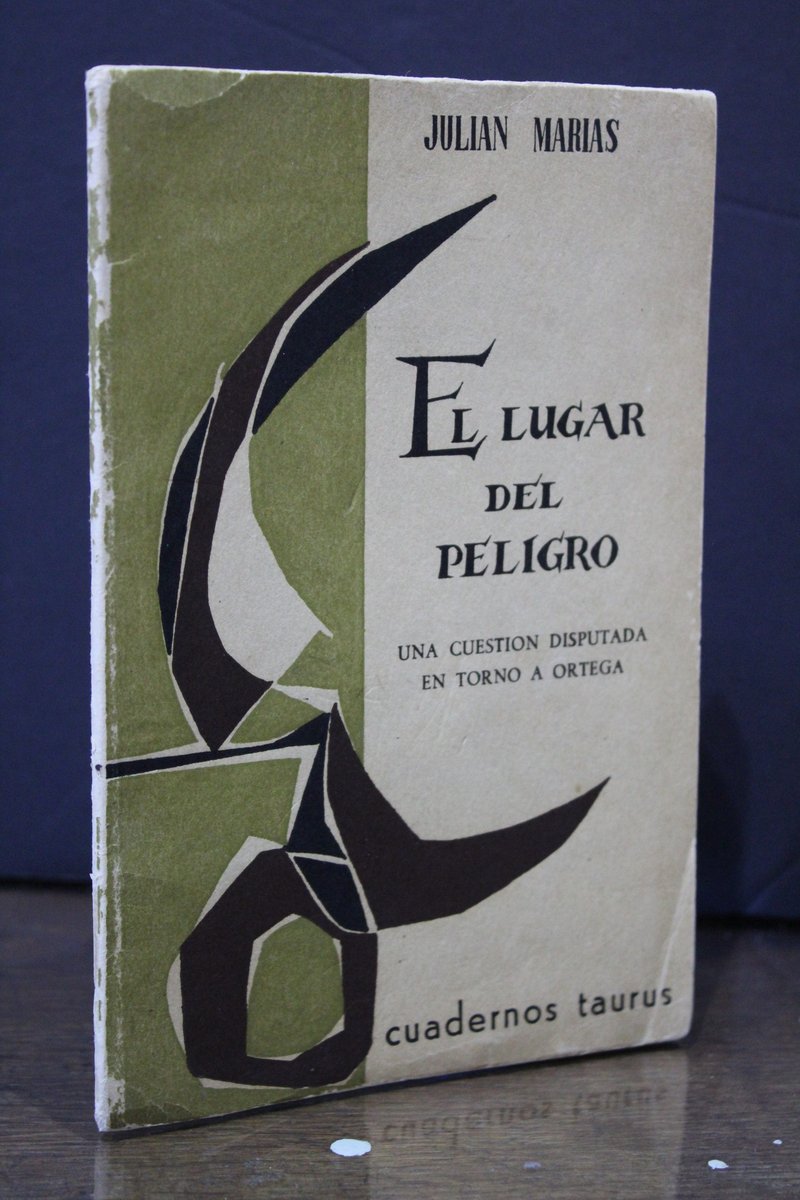 JULIAN MARIAS
EL LUGAR
DEL
PELIGRO
UNA CUESTION DISPUTADA
EN TORNO A ORTEGA
cuadernos taurus